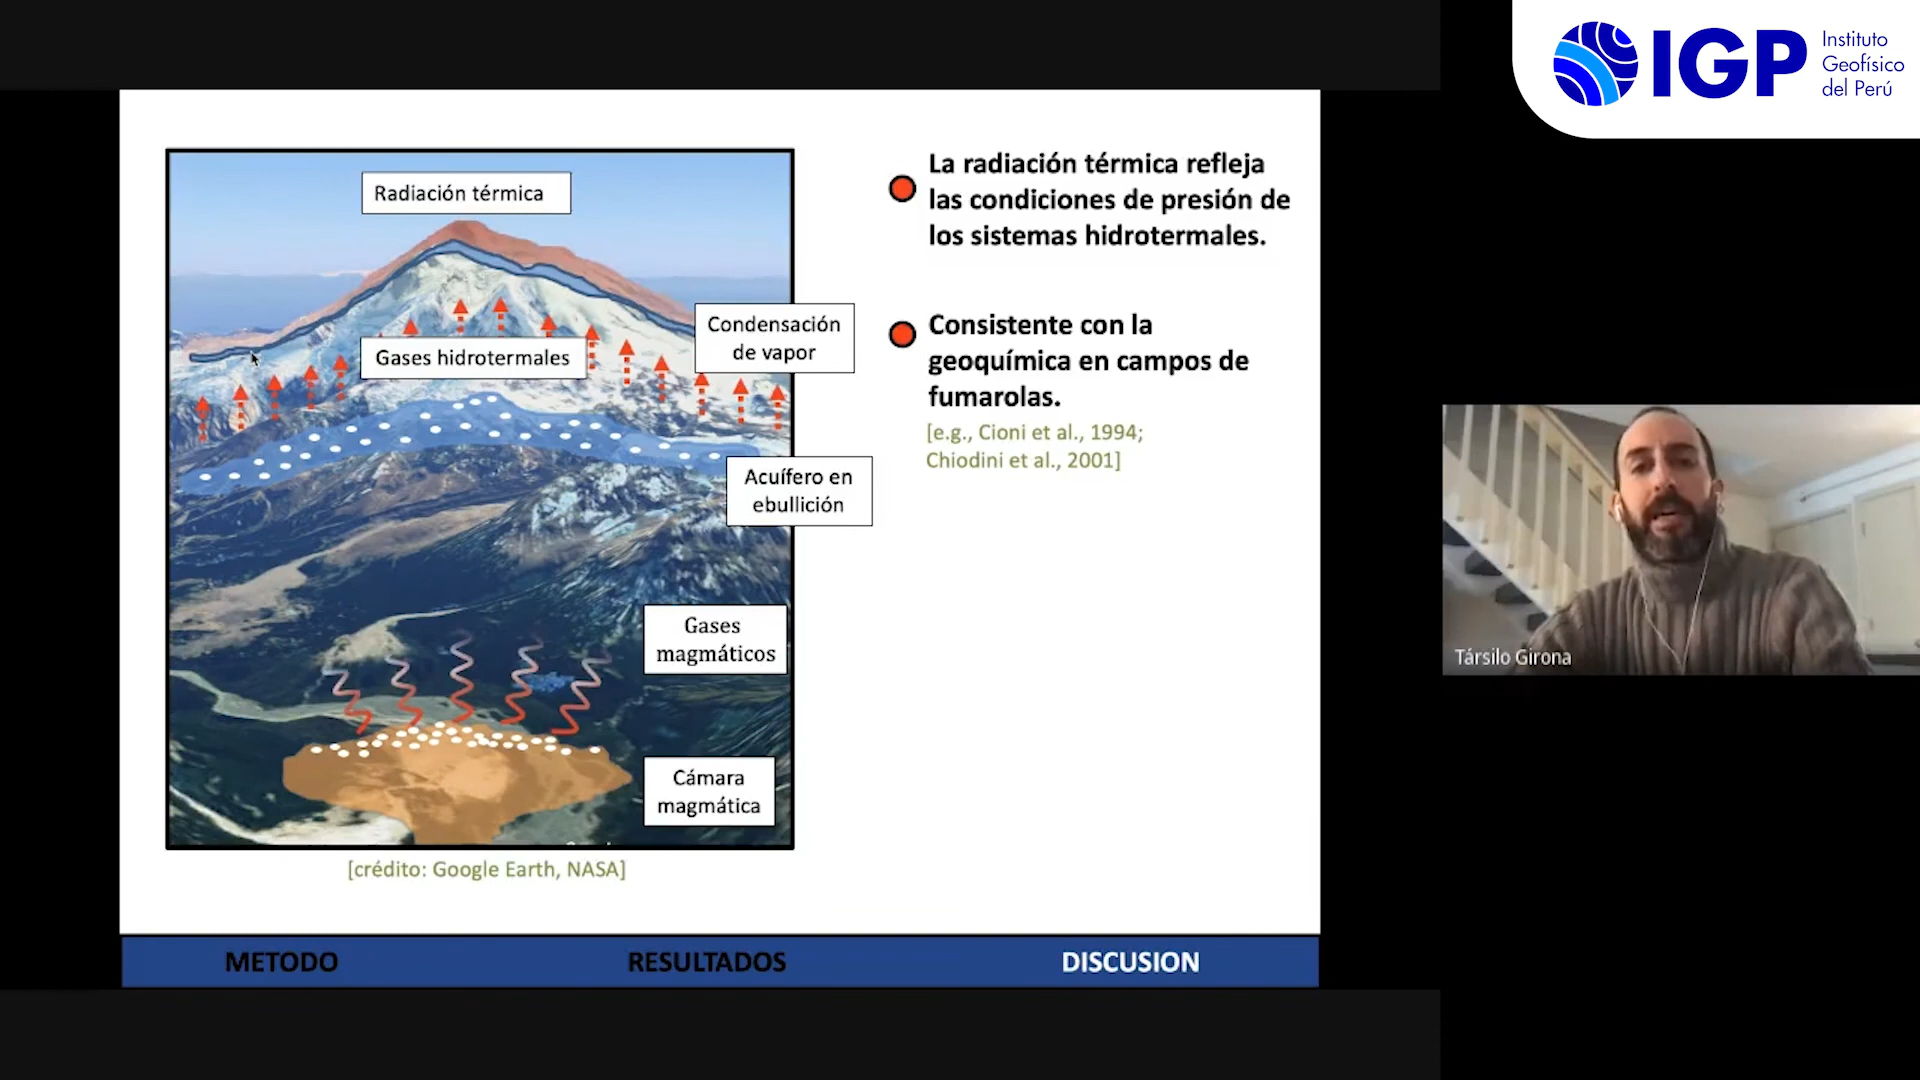 IGP
Instituto
Geofísico
del Perú
Radiación térmica
Gases hidrotermales
Condensación
de vapor
Acuífero en
ebullición
Gases
magmáticos
Cámara
magmática
[crédito: Google Earth, NASA]
La radiación térmica refleja
las condiciones de presión de
los sistemas hidrotermales.
Consistente con la
geoquímica en campos de
fumarolas.
[e.g., Cioni et al., 1994;
Chiodini et al., 2001]
METODO
RESULTADOS
DISCUSION
Társilo Girona